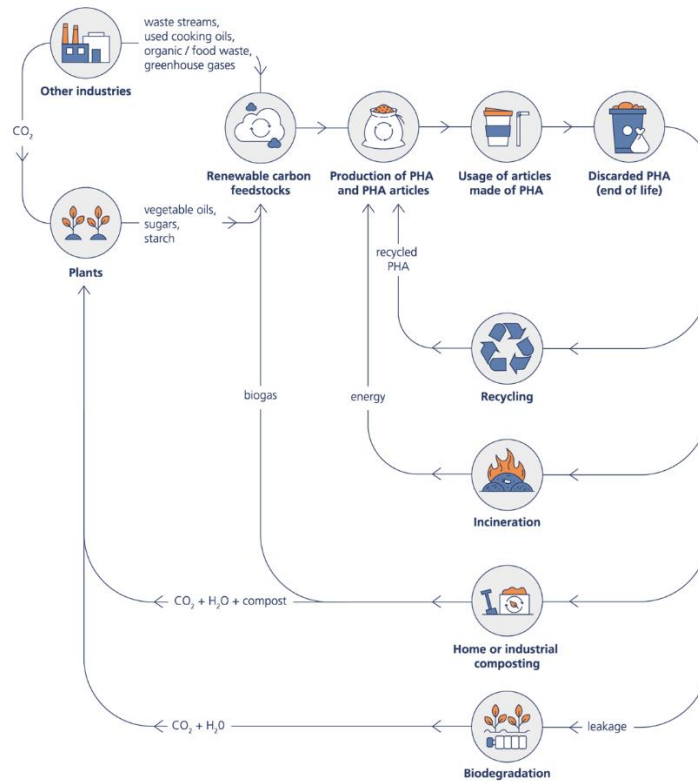 waste streams,
used cooking oils,
organic / food waste,
greenhouse gases
Other industries
CO₂
Renewable carbon
feedstocks
Production of PHA
and PHA articles
Usage of articles
made of PHA
Discarded PHA
(end of life)
vegetable oils,
sugars,
starch
Plants
recycled
PHA
Recycling
biogas
energy
Incineration
CO₂ + H₂O + compost
Home or industrial
composting
CO₂ + H₂0
leakage
Biodegradation